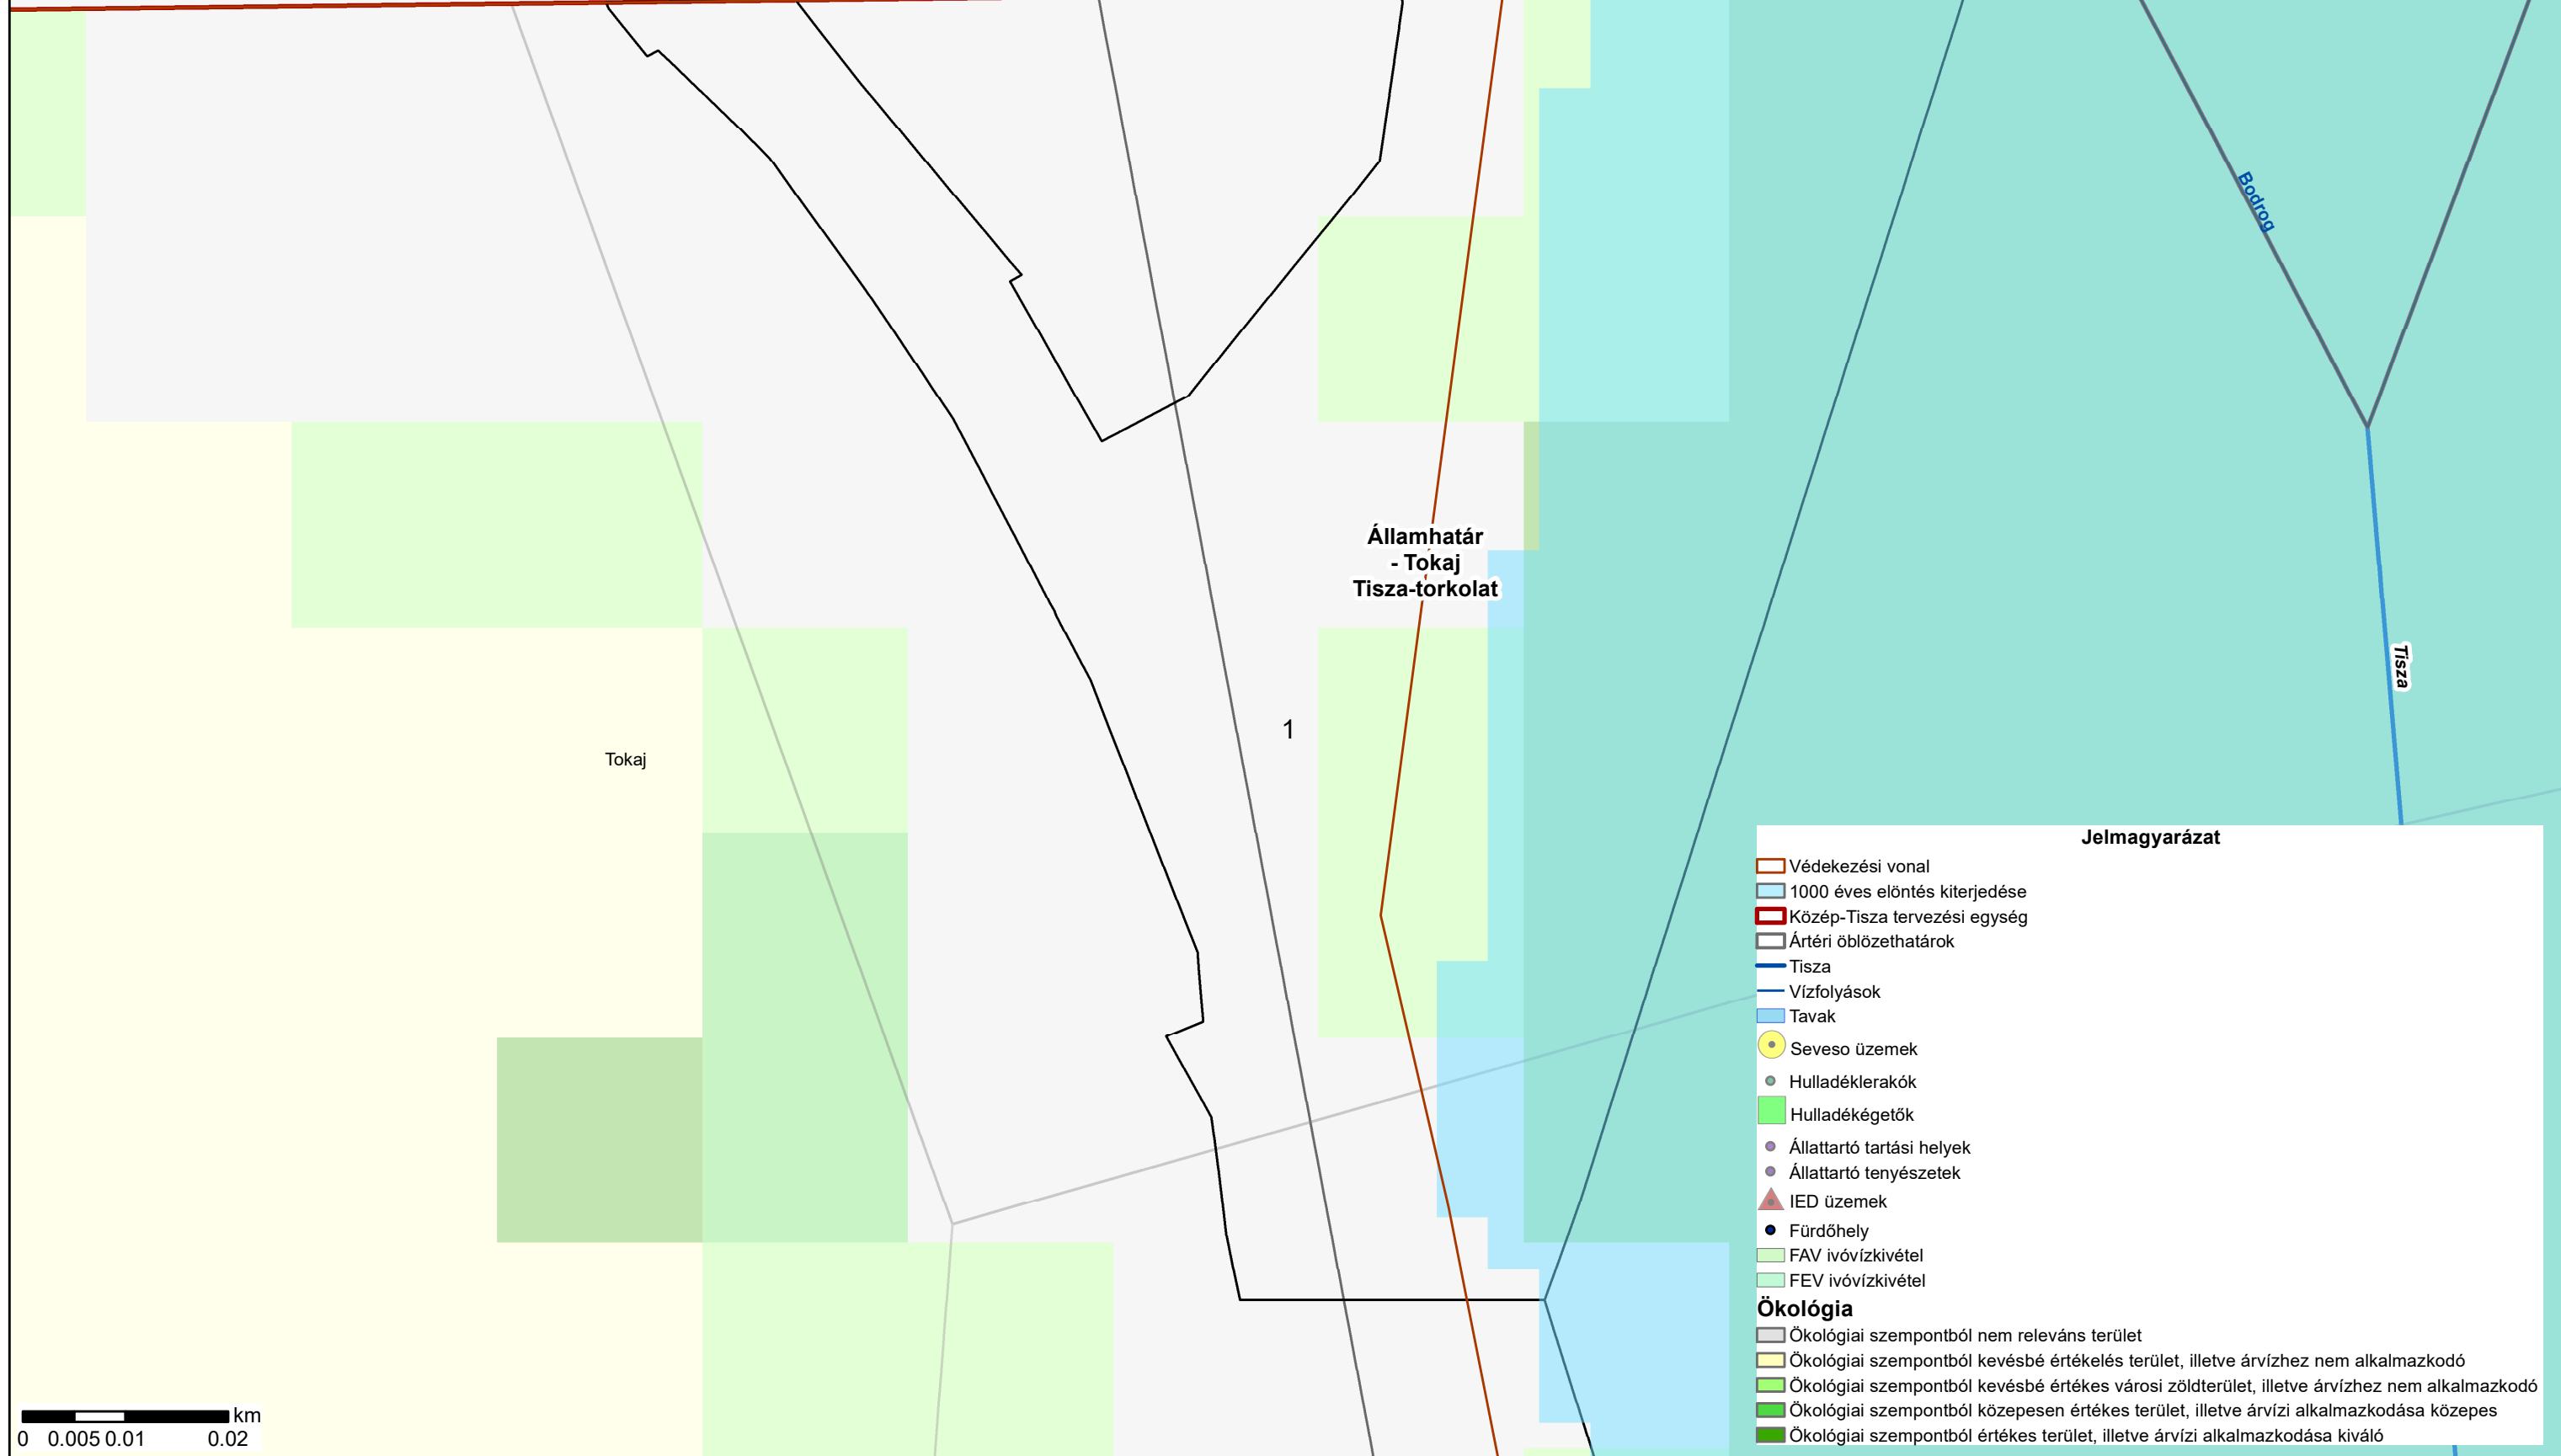 Bodrog
Államhatár
- Tokaj
Tisza-torkolat
Tisza
1
Tokaj
Jelmagyarázat
Védekezési vonal
1000 éves elöntés kiterjedése
Közép-Tisza tervezési egység
Ártéri öblözethatárok
Tisza
Vízfolyások
Tavak
Seveso üzemek
Hulladéklerakók
Hulladékégetők
Állattartó tartási helyek
Állattartó tenyészetek
IED üzemek
Fürdőhely
FAV ivóvízkivétel
FEV ivóvízkivétel
Ökológia
Ökológiai szempontból nem releváns terület
Ökológiai szempontból kevésbé értékelés terület, illetve árvízhez nem alkalmazkodó
Ökológiai szempontból kevésbé értékes városi zöldterület, illetve árvízhez nem alkalmazkodó
Ökológiai szempontból közepesen értékes terület, illetve árvízi alkalmazkodása közepes
Ökológiai szempontból értékes terület, illetve árvízi alkalmazkodása kiváló
km
0 0.005 0.01 0.02